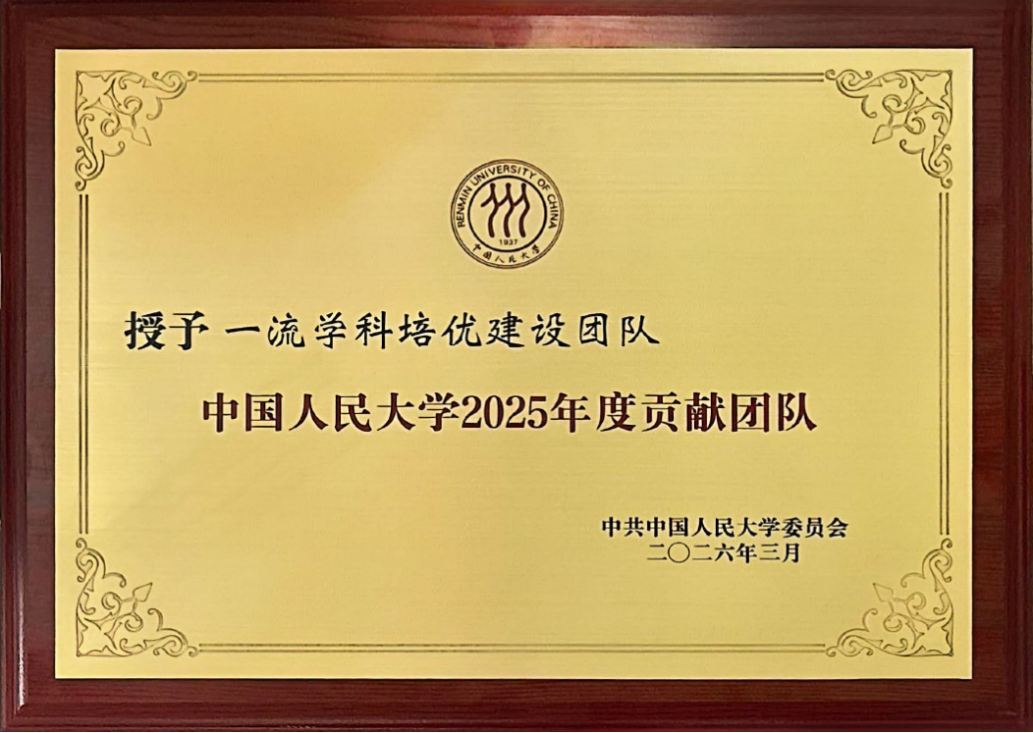 RENMIN UNIVERSITY OF CHINA
1937
中国人民大学
授予 一流学科培优建设团队
中国人民大学2025年度贡献团队
中共中国人民大学委员会
二〇二六年三月